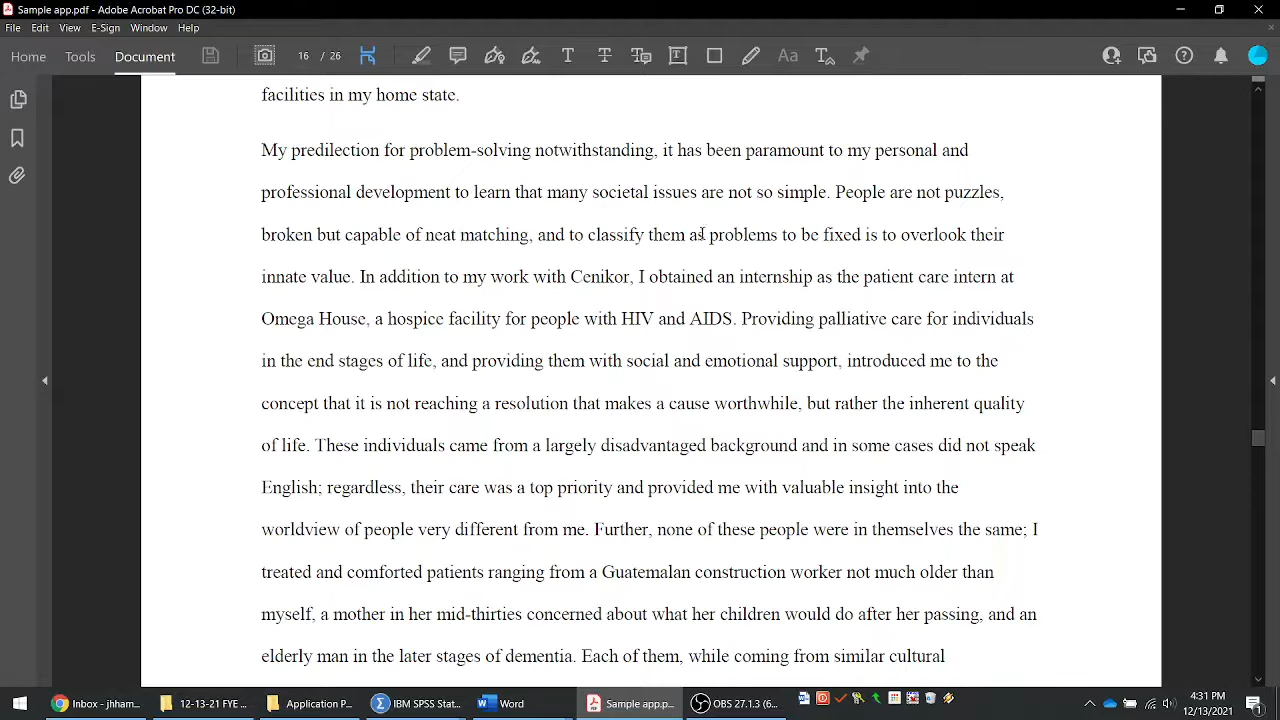 Sample app.pdf - Adobe Acrobat Pro DC (32-bit)
File Edit View E-Sign Window Help
Home Tools Document 16 / 26 Aa
facilities in my home state.
My predilection for problem-solving notwithstanding, it has been paramount to my personal and
professional development to learn that many societal issues are not so simple. People are not puzzles,
broken but capable of neat matching, and to classify them as problems to be fixed is to overlook their
innate value. In addition to my work with Cenikor, I obtained an internship as the patient care intern at
Omega House, a hospice facility for people with HIV and AIDS. Providing palliative care for individuals
in the end stages of life, and providing them with social and emotional support, introduced me to the
concept that it is not reaching a resolution that makes a cause worthwhile, but rather the inherent quality
of life. These individuals came from a largely disadvantaged background and in some cases did not speak
English; regardless, their care was a top priority and provided me with valuable insight into the
worldview of people very different from me. Further, none of these people were in themselves the same; I
treated and comforted patients ranging from a Guatemalan construction worker not much older than
myself, a mother in her mid-thirties concerned about what her children would do after her passing, and an
elderly man in the later stages of dementia. Each of them, while coming from similar cultural
Inbox - jhham... 12-13-21 FYE ... Application P... IBM SPSS Stat... Word Sample app.p... OBS 27.1.3 (6... 4:31 PM
12/13/2021